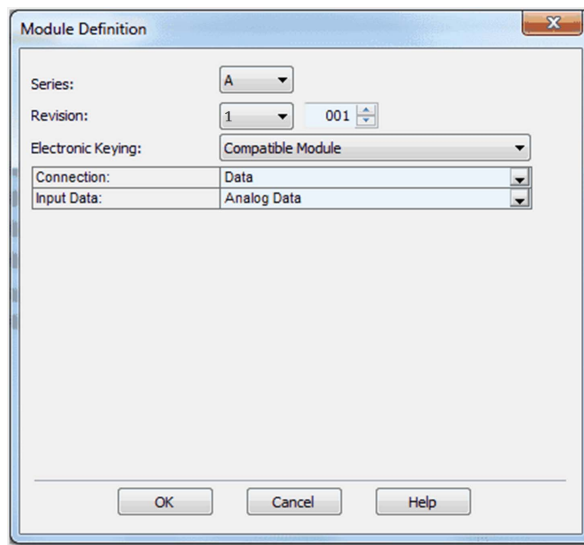 Module Definition
Series: A
Revision: 1 001
Electronic Keying: Compatible Module
Connection: Data
Input Data: Analog Data
OK Cancel Help